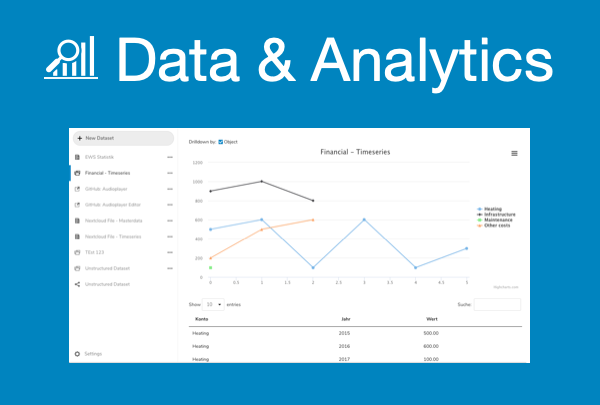 Data & Analytics
New Dataset
EWS Statistik
Financial - Timeseries
GitHub: Audioplayer
GitHub: Audioplayer Editor
Nextcloud File - Masterdata
Nextcloud File - Timeseries
TEst 123
Unstructured Dataset
Unstructured Dataset
Settings
Drilldown by: Object
Financial - Timeseries
1200
1000
800
600
400
200
0
0 0.5 1 1.5 2 2.5 3 3.5 4 4.5 5
Heating
Infrastructure
Maintenance
Other costs
Highcharts.com
Show 10 entries
Suche:
Konto Jahr Wert
Heating 2015 500.00
Heating 2016 600.00
Heating 2017 100.00